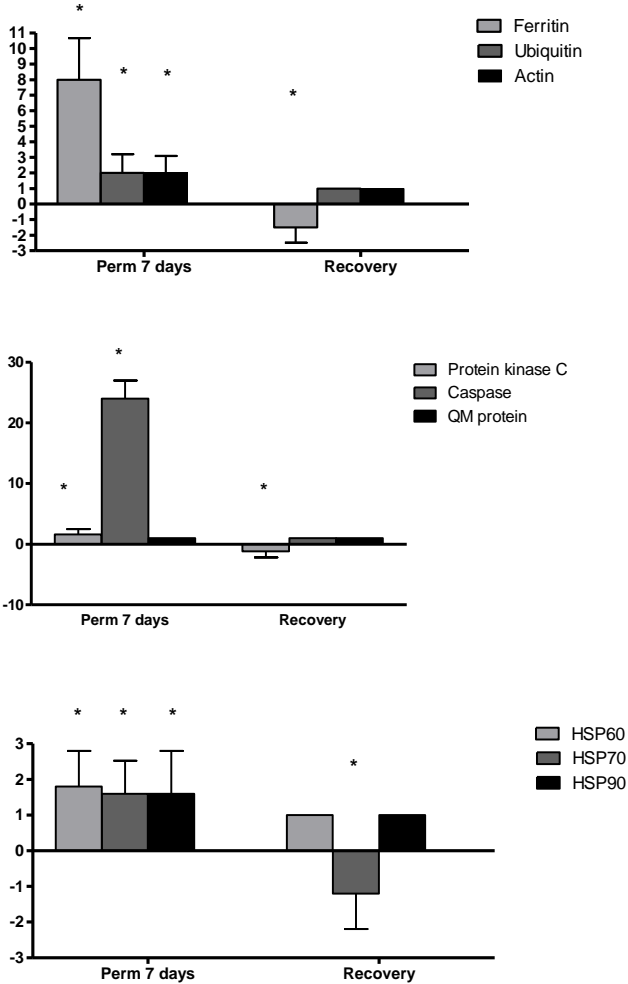 *
Ferritin
Ubiquitin
Actin
11
10
9
8
7
6
5
4
3
2
1
0
-1
-2
-3
* *
*
Perm 7 days Recovery
Protein kinase C
Caspase
QM protein
30
20
10
0
-10
*
* *
Perm 7 days Recovery
HSP60
HSP70
HSP90
* * *
*
3
2
1
0
-1
-2
-3
Perm 7 days Recovery